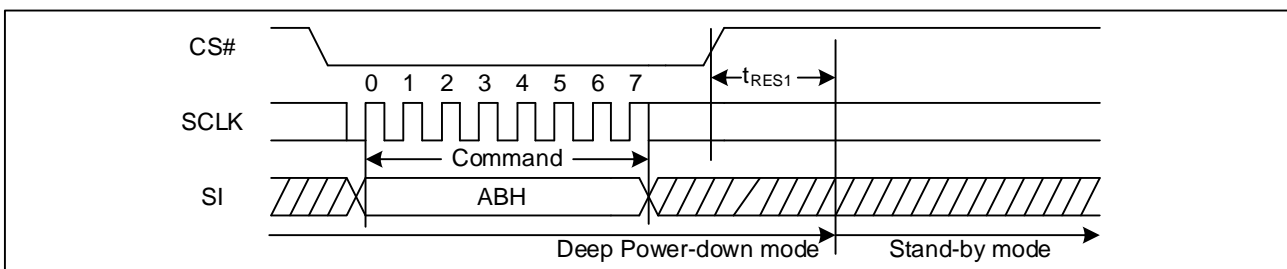 CS#
tRES1
0 1 2 3 4 5 6 7
SCLK
Command
SI
ABH
Deep Power-down mode Stand-by mode